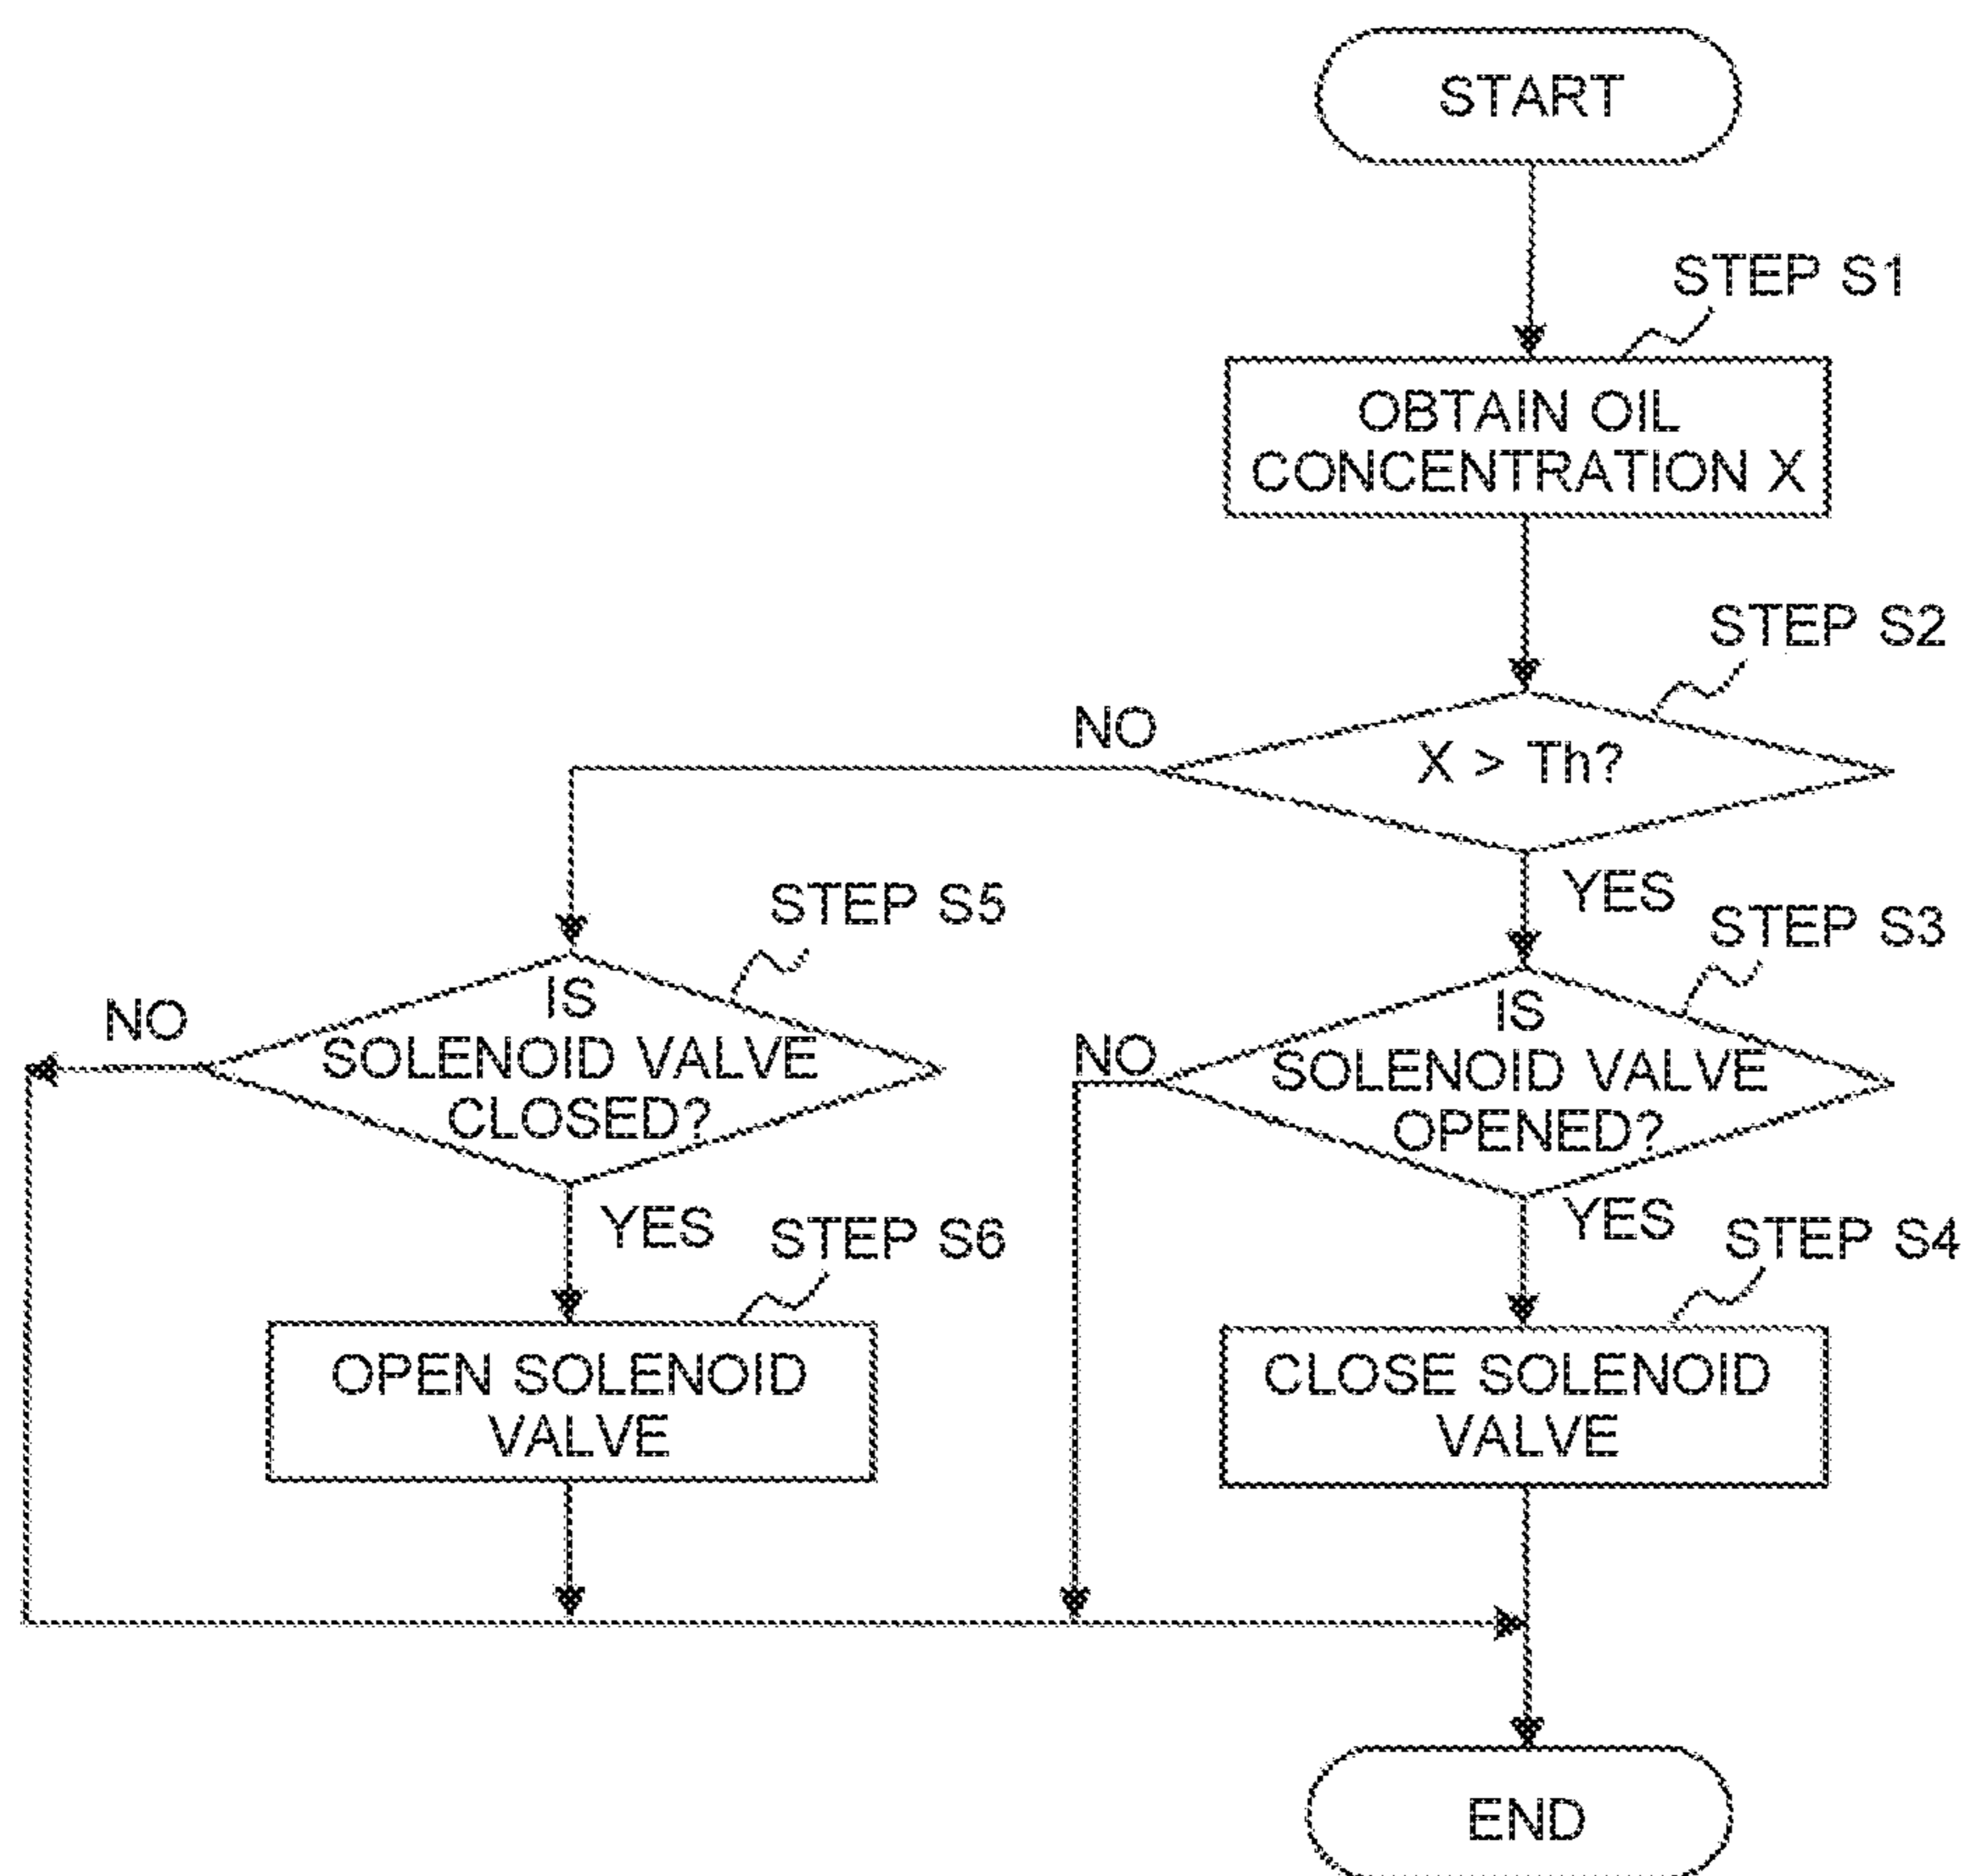 START
STEP S1
OBTAIN OIL
CONCENTRATION X
STEP S2
NO
X > Th?
YES
STEP S5
STEP S3
IS
SOLENOID VALVE
CLOSED?
NO
IS
SOLENOID VALVE
OPENED?
NO
YES
STEP S6
YES
STEP S4
OPEN SOLENOID
VALVE
CLOSE SOLENOID
VALVE
END